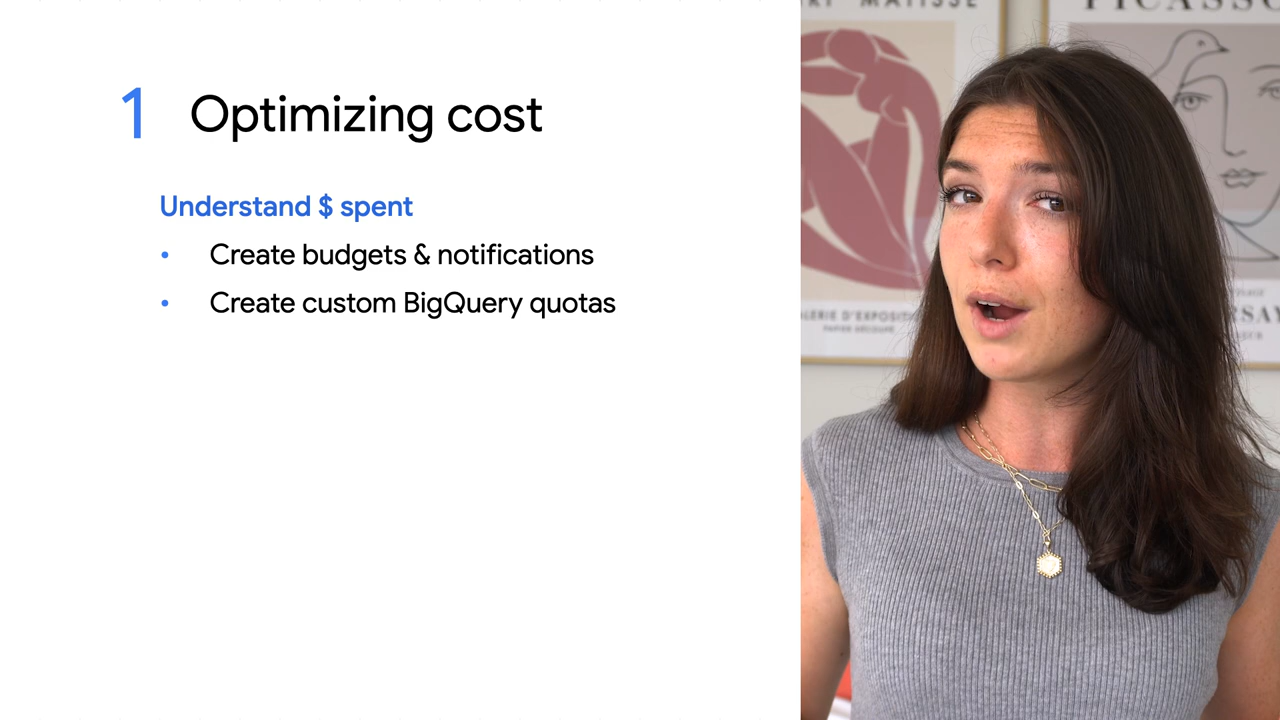 1 Optimizing cost
Understand $ spent
• Create budgets & notifications
• Create custom BigQuery quotas
MATISSE
PICASSO